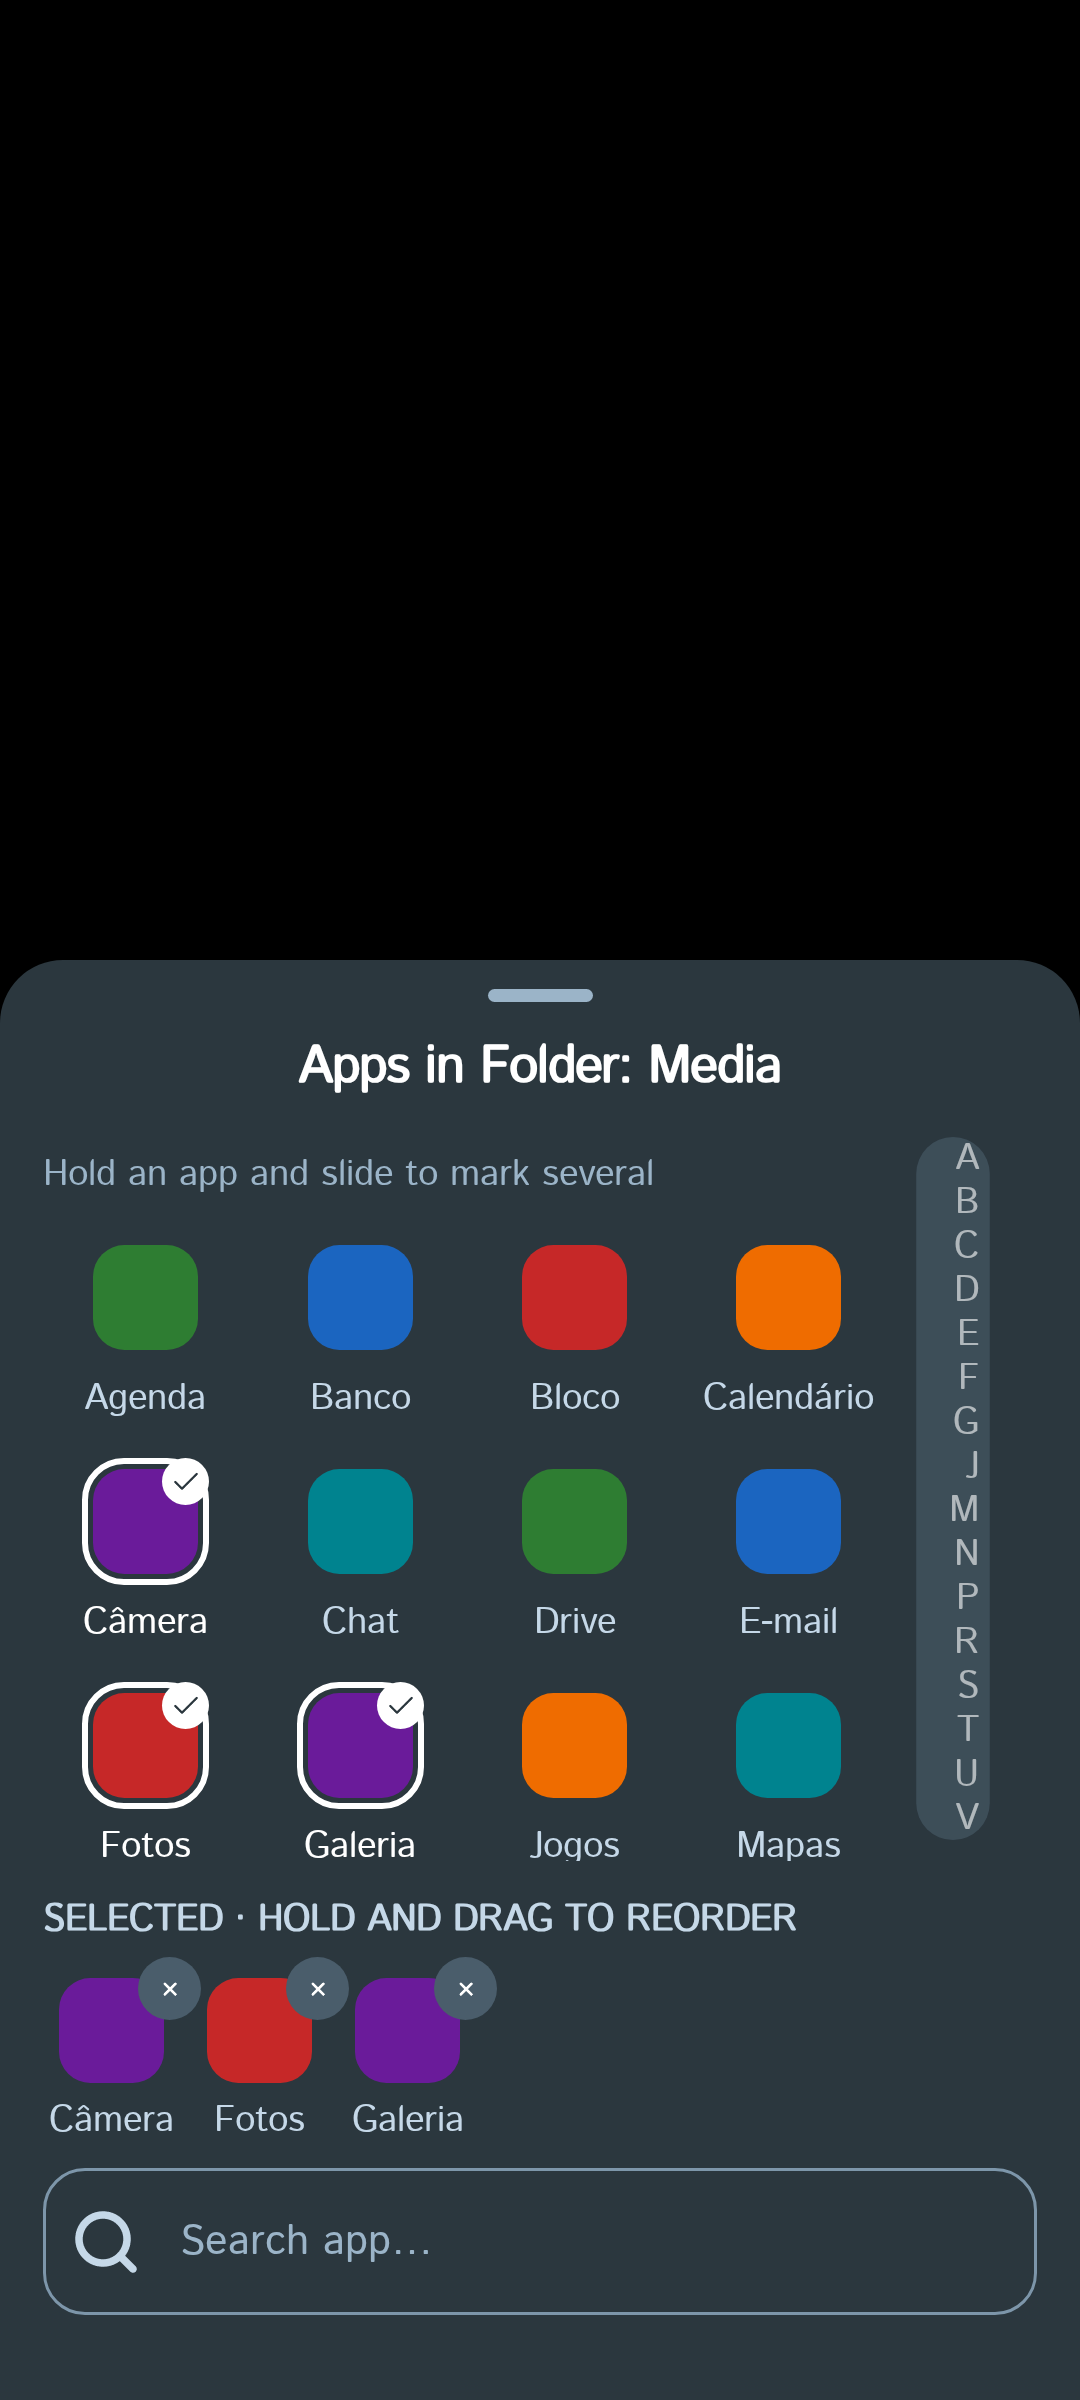 Apps in Folder: Media
Hold an app and slide to mark several
Agenda Banco Bloco Calendário
Câmera Chat Drive E-mail
Fotos Galeria Jogos Mapas
A
B
C
D
E
F
G
J
M
N
P
R
S
T
U
V
SELECTED · HOLD AND DRAG TO REORDER
Câmera Fotos Galeria
Search app...